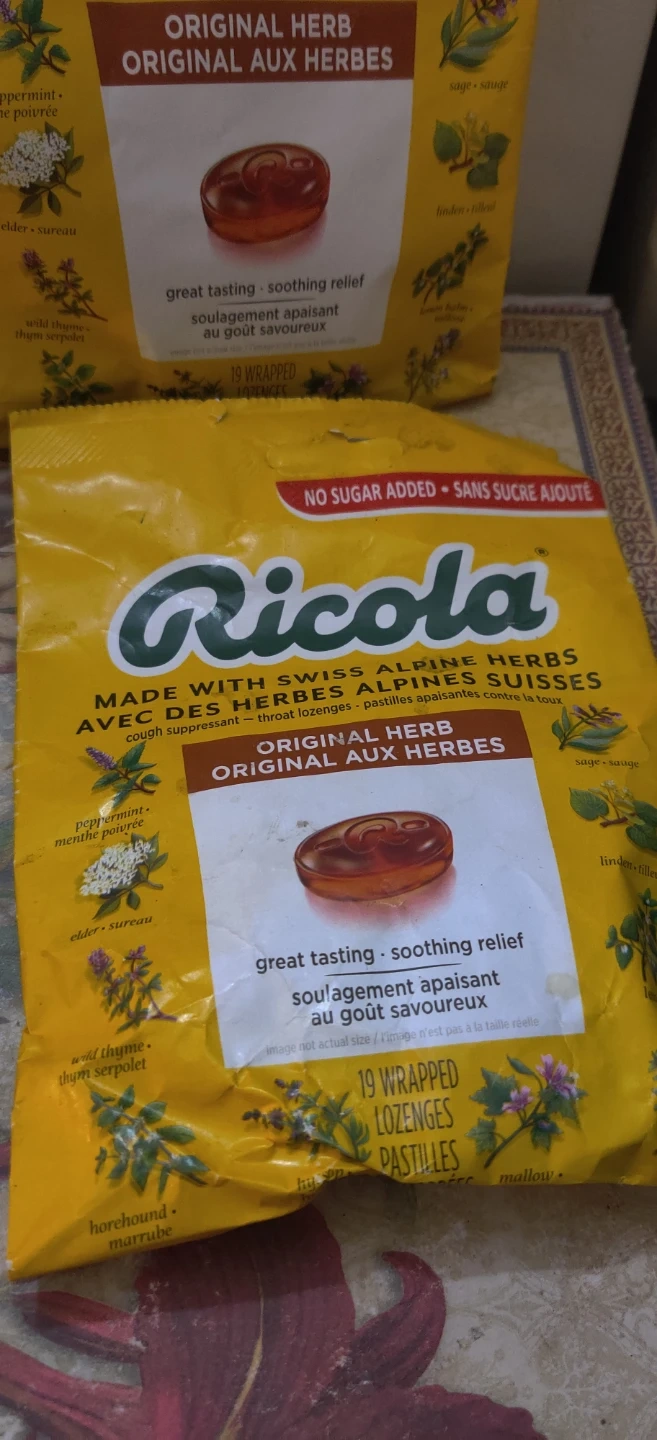 ORIGINAL HERB
ORIGINAL AUX HERBES
sage • sauge
ppermint •
he poivrée
elder • sureau
linden • tilleul
wild thyme •
thym serpolet
great tasting · soothing relief
soulagement apaisant
au goût savoureux
19 WRAPPED
LOZENGES
NO SUGAR ADDED • SANS SUCRE AJOUTÉ
Ricola®
MADE WITH SWISS ALPINE HERBS
AVEC DES HERBES ALPINES SUISSES
cough suppressant – throat lozenges · pastilles apaisantes contre la toux
ORIGINAL HERB
ORIGINAL AUX HERBES
sage • sauge
peppermint •
menthe poivrée
linden • tille
elder • sureau
great tasting · soothing relief
soulagement apaisant
au goût savoureux
image not actual size / l'image n'est pas à la taille réelle
wild thyme •
thym serpolet
19 WRAPPED
LOZENGES
PASTILLES
mallow •
horehound •
marrube